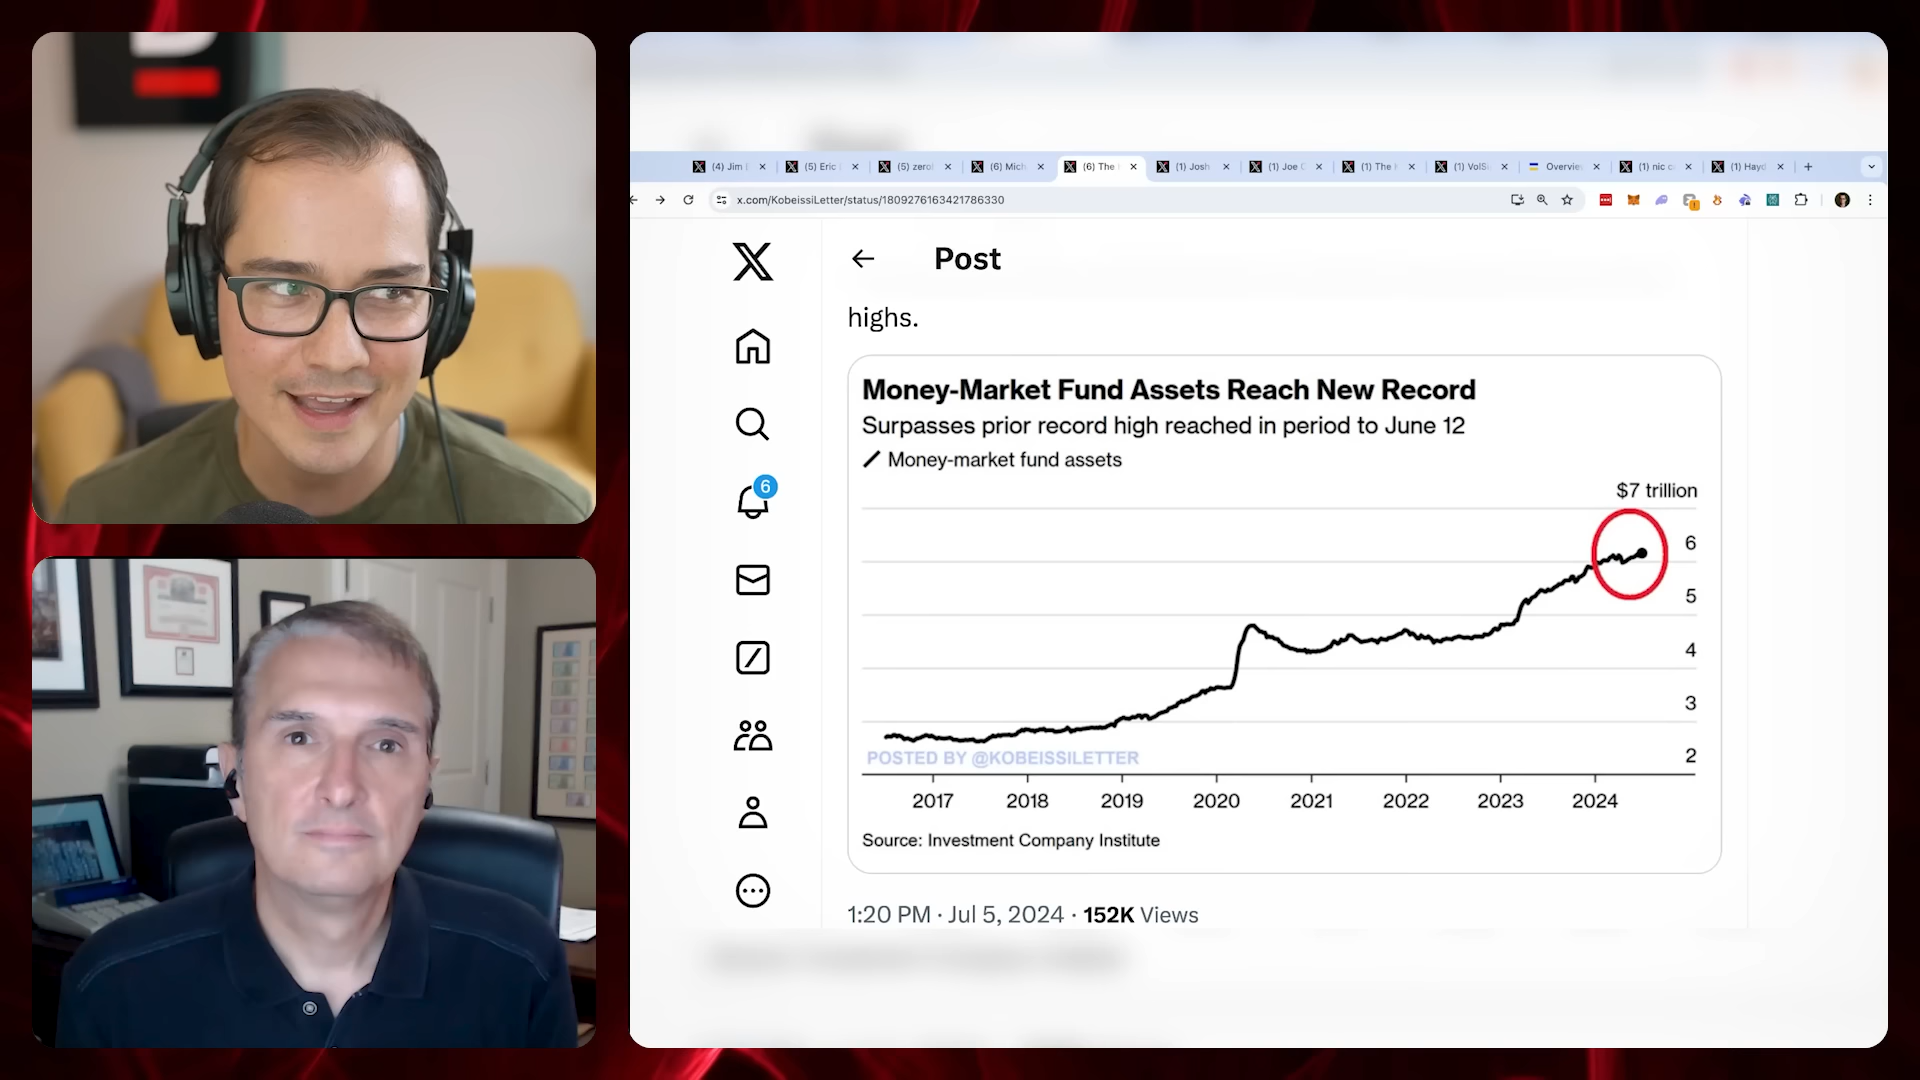 (4) Jim
(5) Eric
(5) zero
(6) Mich
(6) The
(1) Josh
(1) Joe
(1) The
(1) VolSi
Overvie
(1) nic c
(1) Hayd
x.com/KobeissiLetter/status/1809276163421786330
Post
highs.
Money-Market Fund Assets Reach New Record
Surpasses prior record high reached in period to June 12
Money-market fund assets
$7 trillion
6
6
5
4
3
2
POSTED BY @KOBEISSILETTER
2017 2018 2019 2020 2021 2022 2023 2024
Source: Investment Company Institute
1:20 PM · Jul 5, 2024 · 152K Views